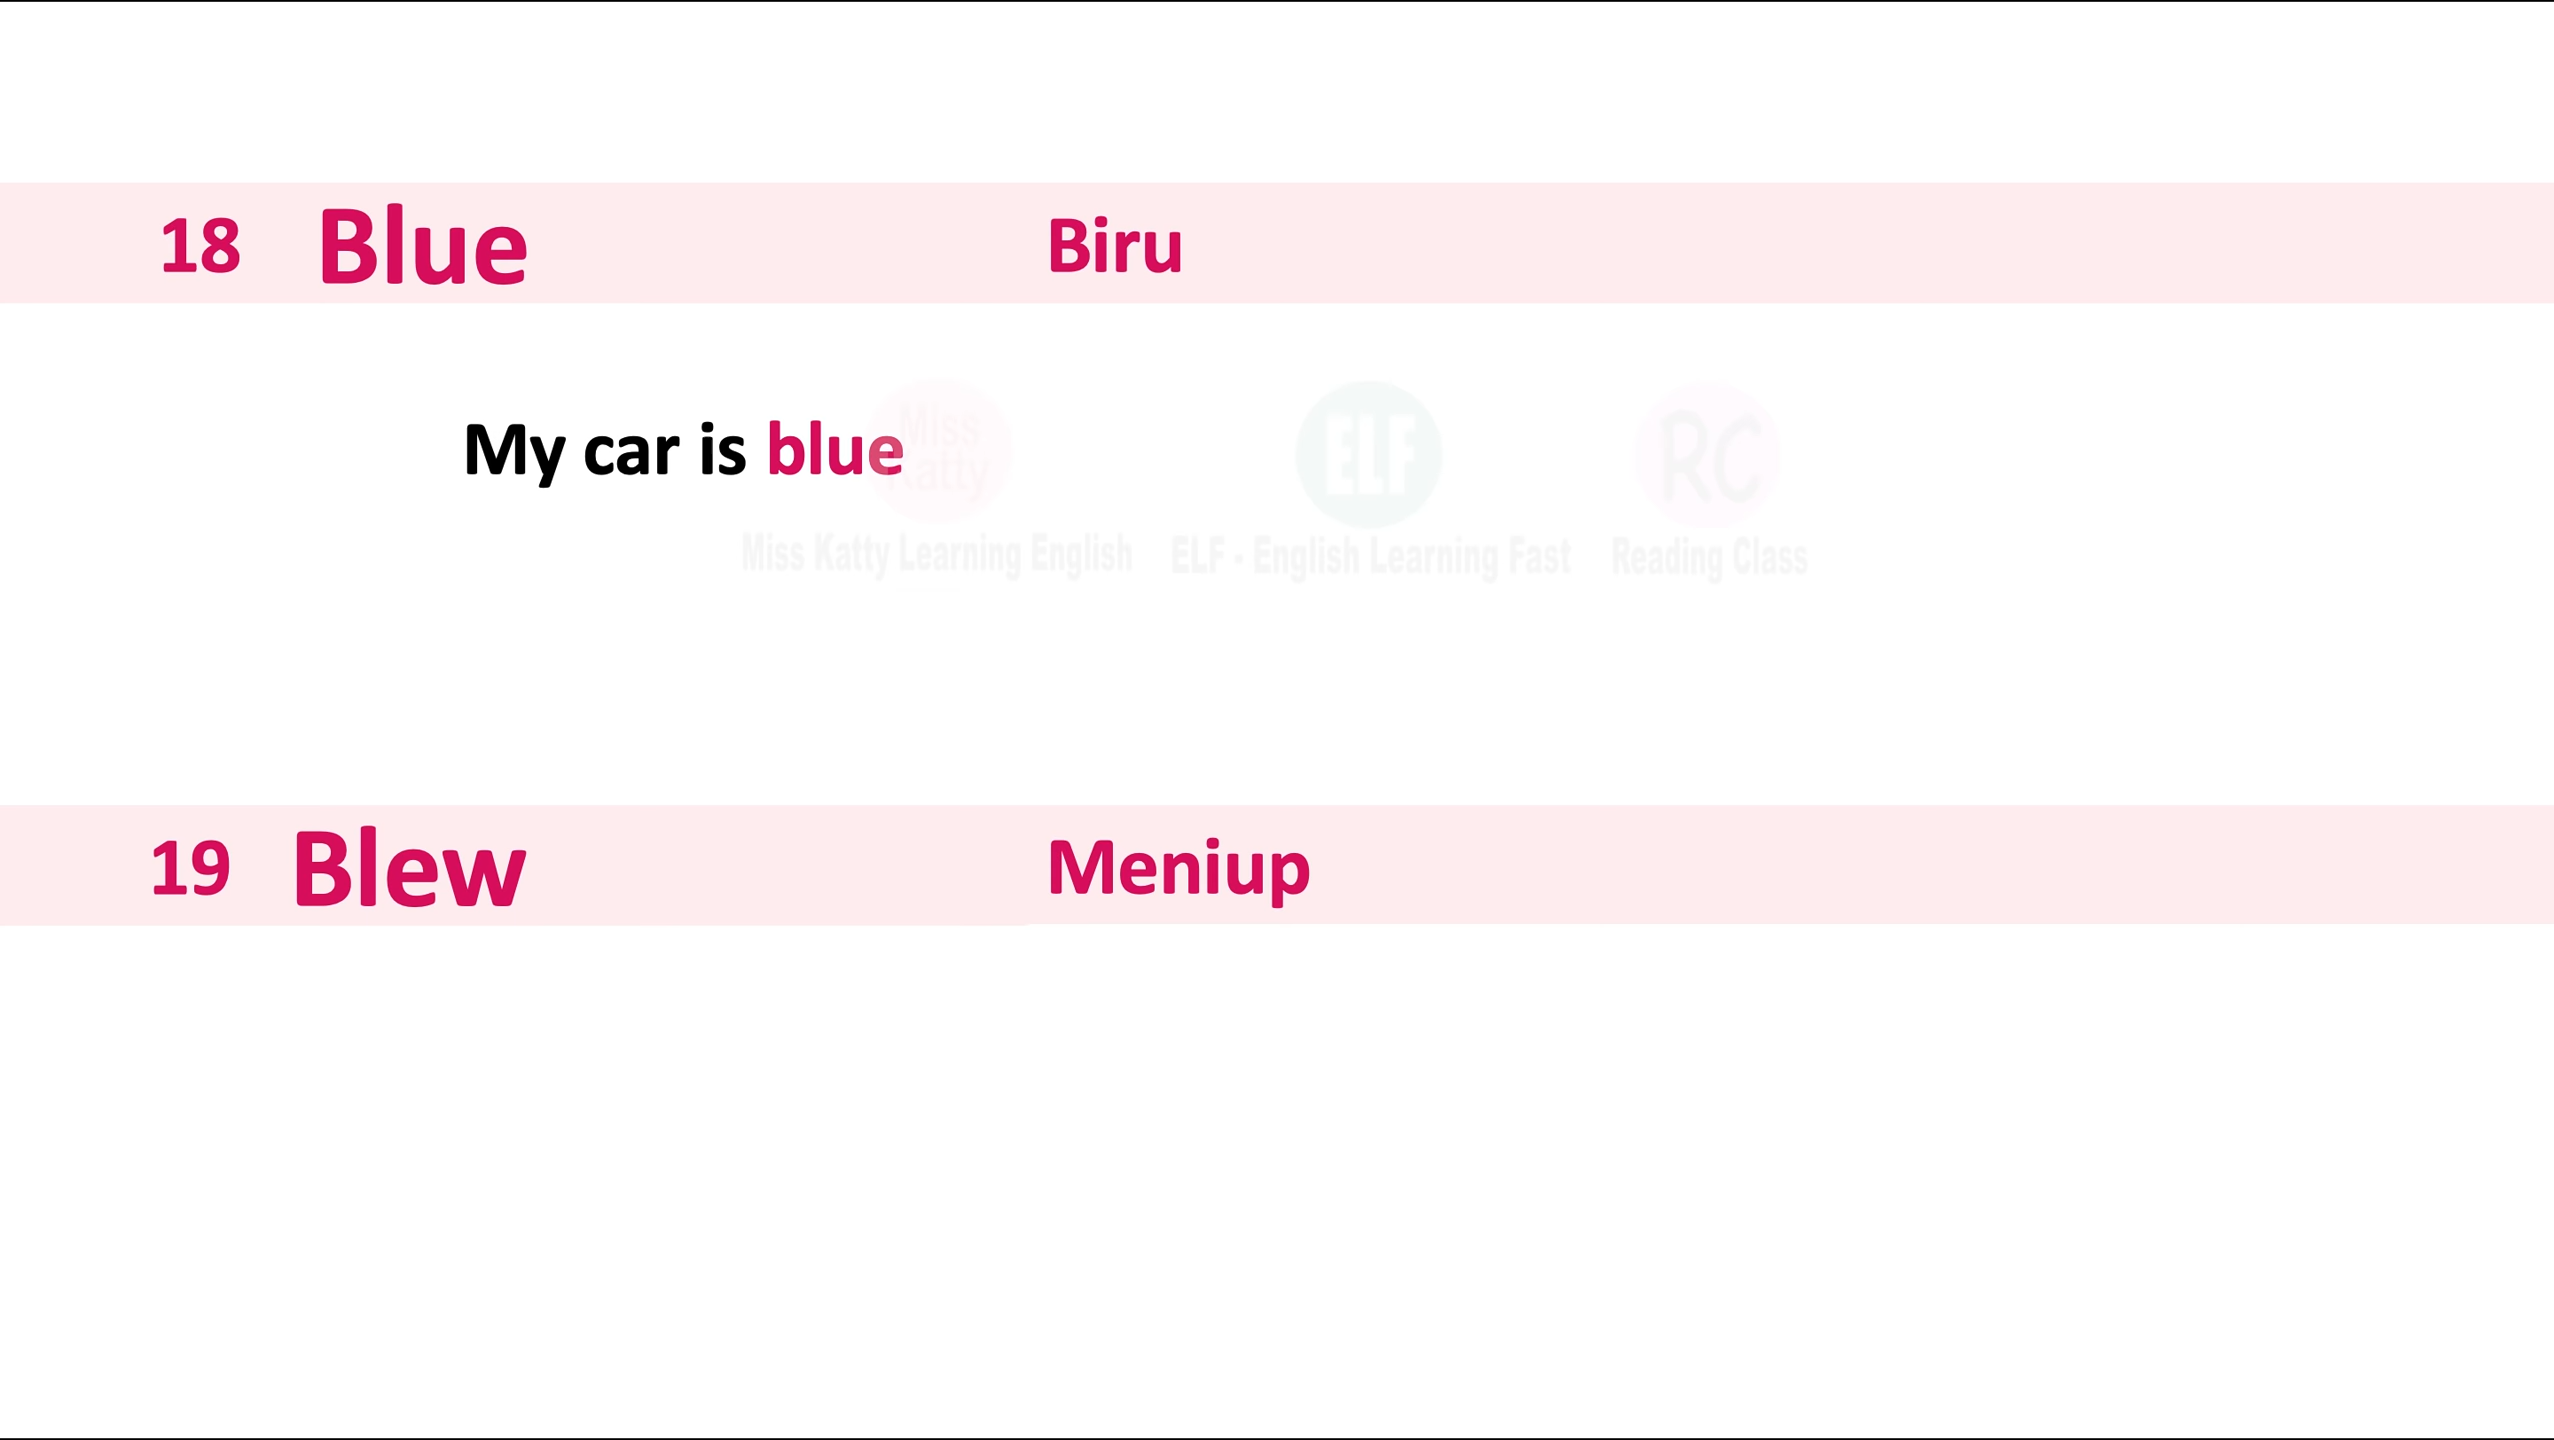 18 Blue Biru
My car is blue
Miss Katty
ELF
RC
Miss Katty Learning English ELF - English Learning Fast Reading Class
19 Blew Meniup